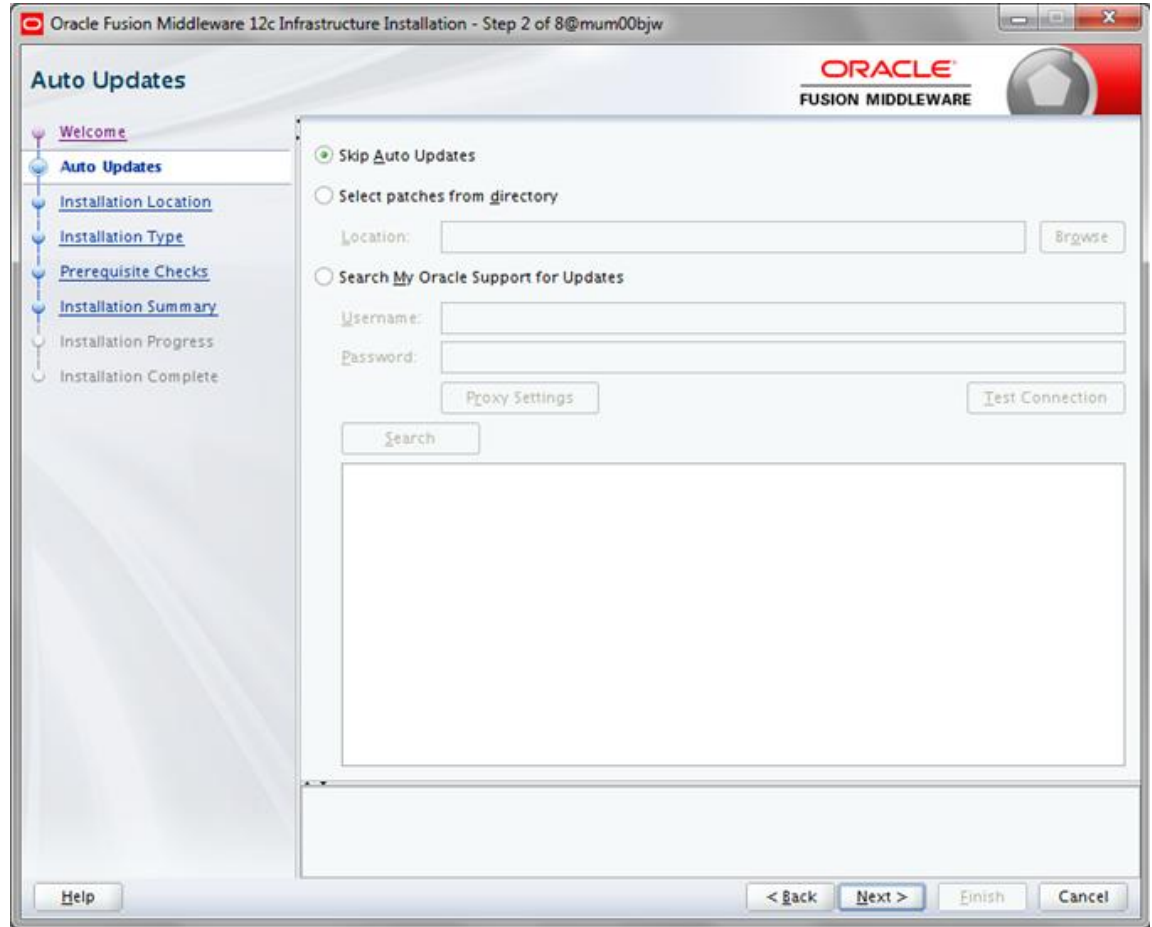 Oracle Fusion Middleware 12c Infrastructure Installation - Step 2 of 8@mum00bjw
Auto Updates
ORACLE
FUSION MIDDLEWARE
Welcome
Auto Updates
Installation Location
Installation Type
Prerequisite Checks
Installation Summary
Installation Progress
Installation Complete
Skip Auto Updates
Select patches from directory
Location:
Browse
Search My Oracle Support for Updates
Username:
Password:
Proxy Settings
Test Connection
Search
Help
< Back
Next >
Finish
Cancel